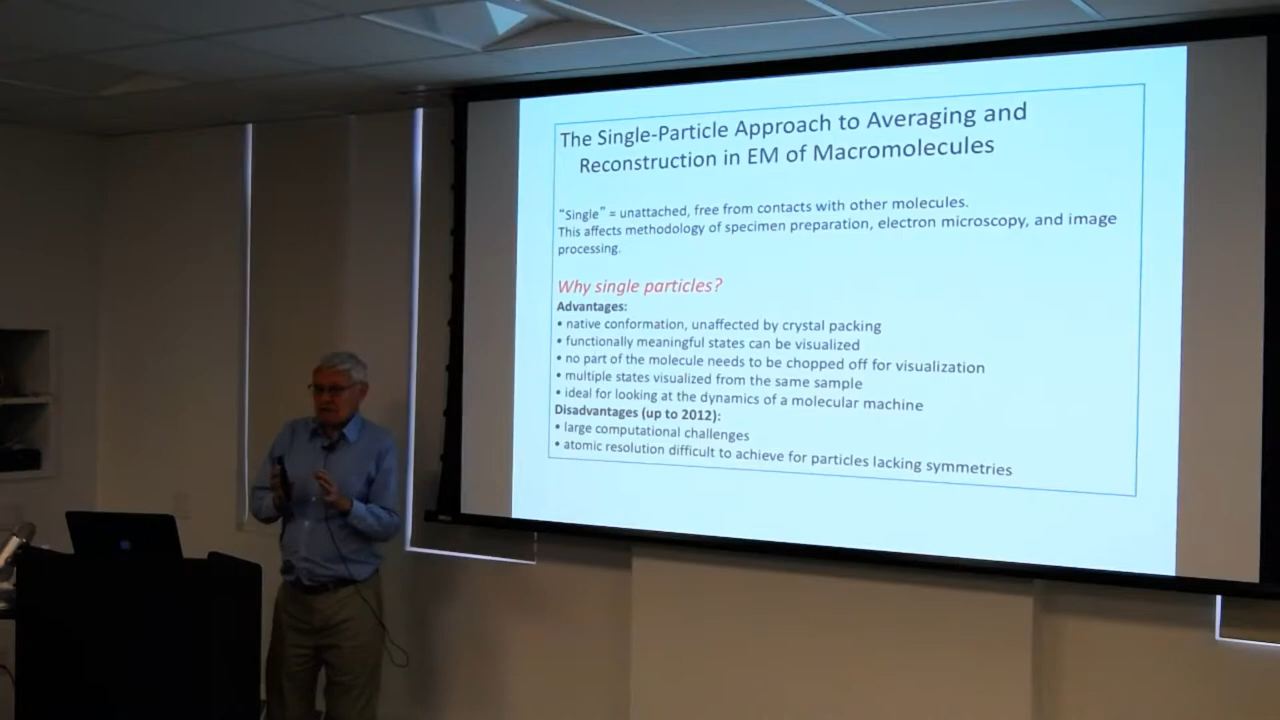 The Single-Particle Approach to Averaging and
Reconstruction in EM of Macromolecules
“Single” = unattached, free from contacts with other molecules.
This affects methodology of specimen preparation, electron microscopy, and image
processing.
Why single particles?
Advantages:
• native conformation, unaffected by crystal packing
• functionally meaningful states can be visualized
• no part of the molecule needs to be chopped off for visualization
• multiple states visualized from the same sample
• ideal for looking at the dynamics of a molecular machine
Disadvantages (up to 2012):
• large computational challenges
• atomic resolution difficult to achieve for particles lacking symmetries